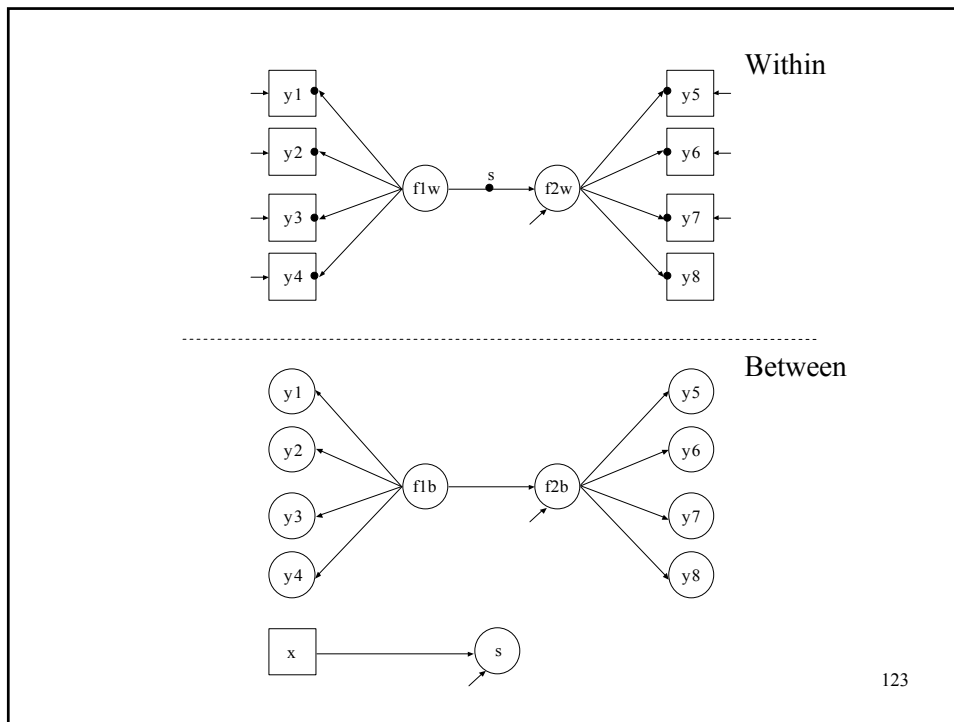 Within
y1 y5
y2 y6
s
f1w f2w
y3 y7
y4 y8
Between
y1 y5
y2 y6
f1b f2b
y3 y7
y4 y8
x s
123